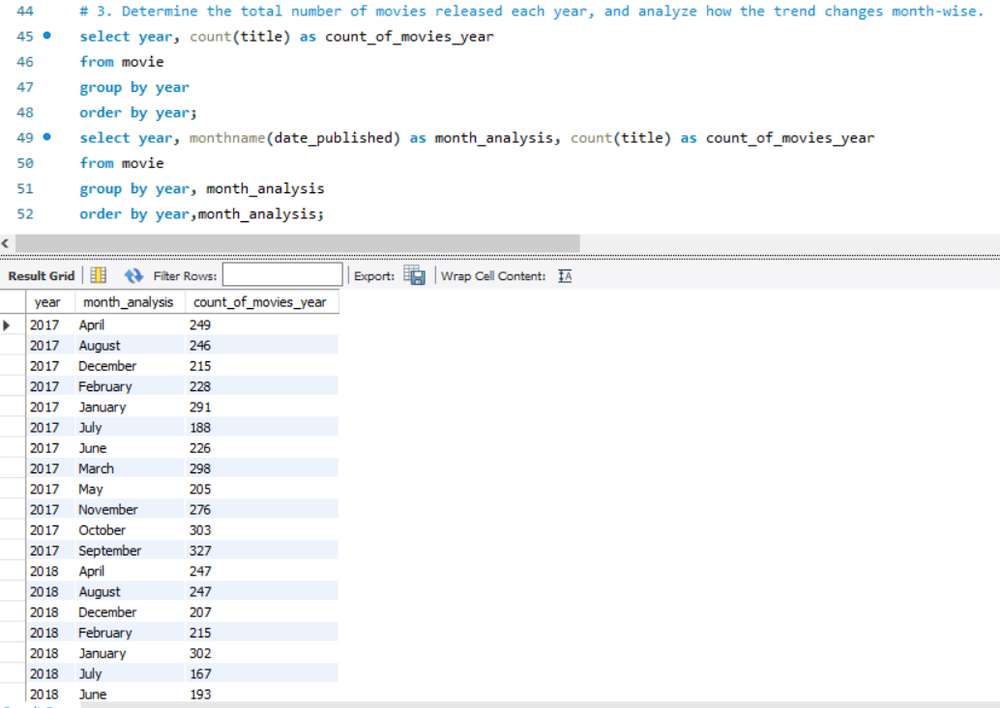 44 # 3. Determine the total number of movies released each year, and analyze how the trend changes month-wise.
45 select year, count(title) as count_of_movies_year
46 from movie
47 group by year
48 order by year;
49 select year, monthname(date_published) as month_analysis, count(title) as count_of_movies_year
50 from movie
51 group by year, month_analysis
52 order by year,month_analysis;
Result Grid Filter Rows: Export: Wrap Cell Content: IA
year month_analysis count_of_movies_year
2017 April 249
2017 August 246
2017 December 215
2017 February 228
2017 January 291
2017 July 188
2017 June 226
2017 March 298
2017 May 205
2017 November 276
2017 October 303
2017 September 327
2018 April 247
2018 August 247
2018 December 207
2018 February 215
2018 January 302
2018 July 167
2018 June 193